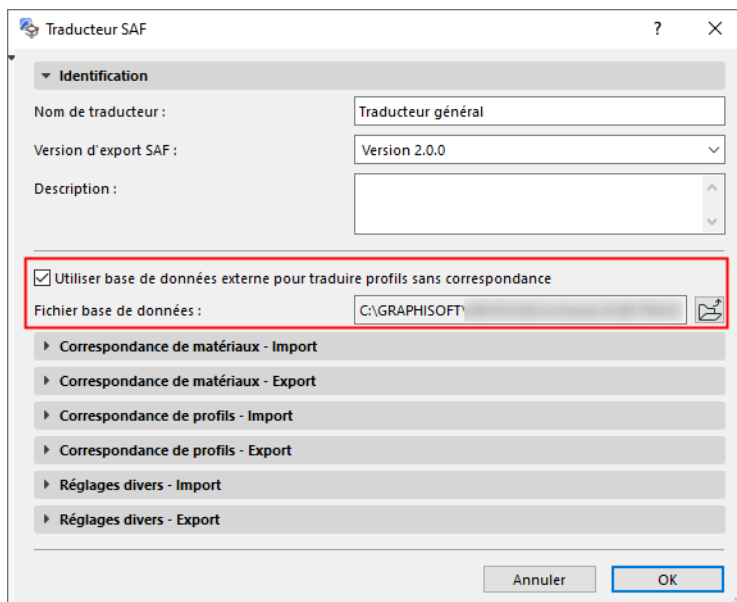 Traducteur SAF
Identification
Nom de traducteur : Traducteur général
Version d'export SAF : Version 2.0.0
Description :
Utiliser base de données externe pour traduire profils sans correspondance
Fichier base de données : C:\GRAPHISOFT\
Correspondance de matériaux - Import
Correspondance de matériaux - Export
Correspondance de profils - Import
Correspondance de profils - Export
Réglages divers - Import
Réglages divers - Export
Annuler OK